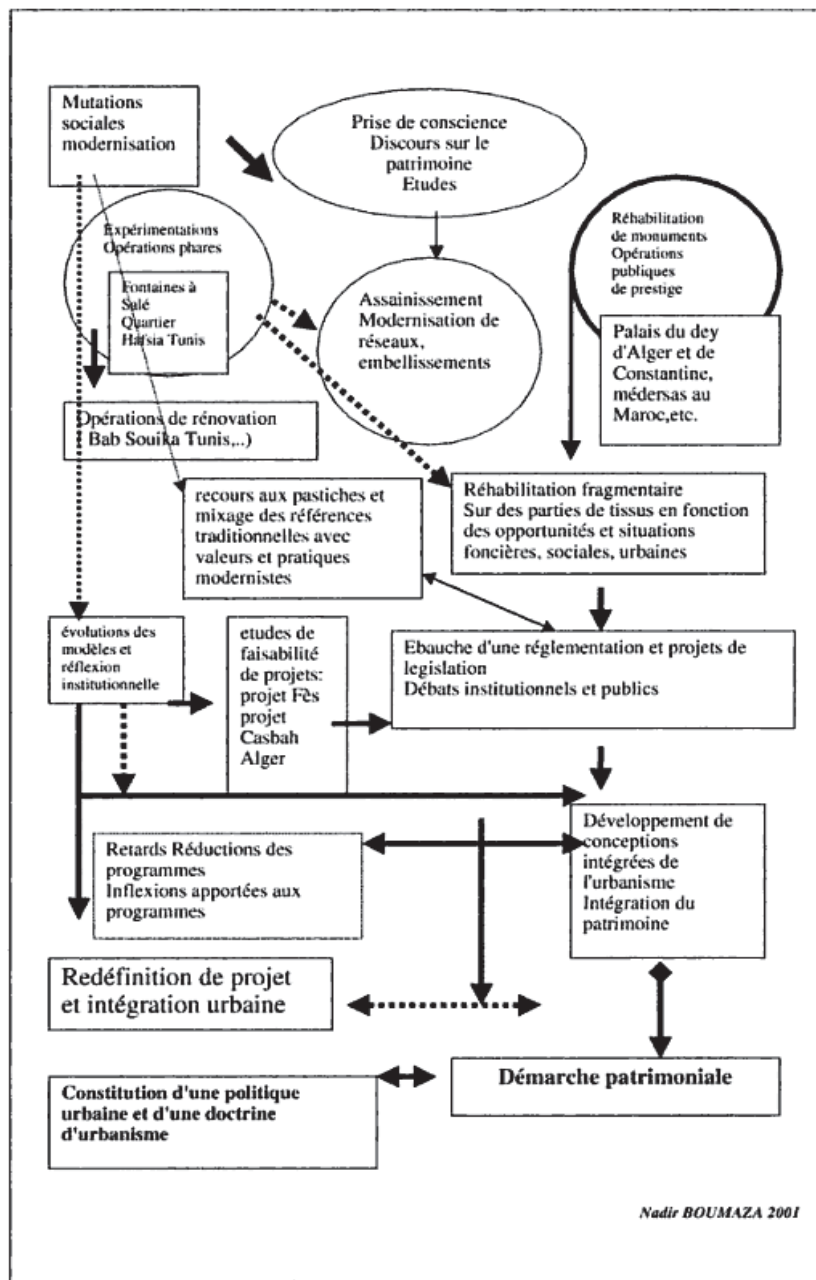 Mutations
sociales
modernisation
Prise de conscience
Discours sur le
patrimoine
Etudes
Expérimentations
Opérations phares
Fontaines à
Salé
Quartier
Hafsia Tunis
Assainissement
Modernisation de
réseaux,
embellissements
Réhabilitation
de monuments
Opérations
publiques
de prestige
Palais du dey
d'Alger et de
Constantine,
médersas au
Maroc,etc.
Opérations de rénovation
( Bab Souika Tunis,..)
recours aux pastiches et
mixage des références
traditionnelles avec
valeurs et pratiques
modernistes
Réhabilitation fragmentaire
Sur des parties de tissus en fonction
des opportunités et situations
foncières, sociales, urbaines
évolutions des
modèles et
réflexion
institutionnelle
etudes de
faisabilité
de projets:
projet Fès
projet
Casbah
Alger
Ebauche d'une réglementation et projets de
legislation
Débats institutionnels et publics
Retards Réductions des
programmes
Inflexions apportées aux
programmes
Développement de
conceptions
intégrées de
l'urbanisme
Intégration du
patrimoine
Redéfinition de projet
et intégration urbaine
Constitution d'une politique
urbaine et d'une doctrine
d'urbanisme
Démarche patrimoniale
Nadir BOUMAZA 2001